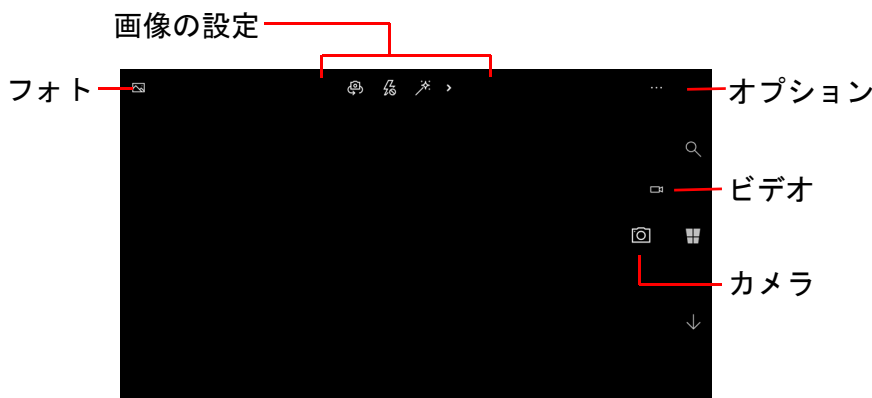 画像の設定
フォト
オプション
ビデオ
カメラ